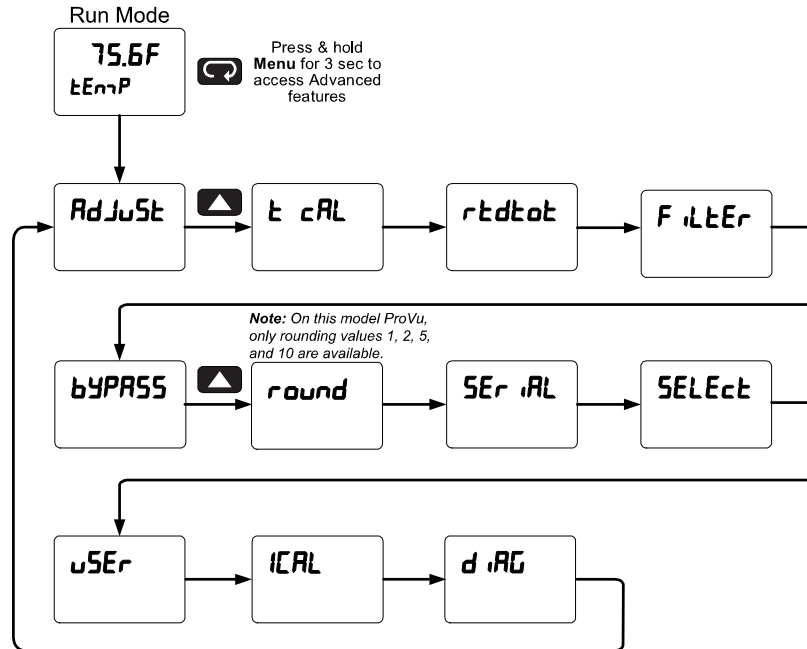 Run Mode
75.6F
tEmP
Press & hold
Menu for 3 sec to
access Advanced
features
AdJuSt
t cAL
rtdtot
FiLtEr
Note: On this model ProVu,
only rounding values 1, 2, 5,
and 10 are available.
bYPASS
round
SEriAL
SELEct
uSEr
ICAL
diAG